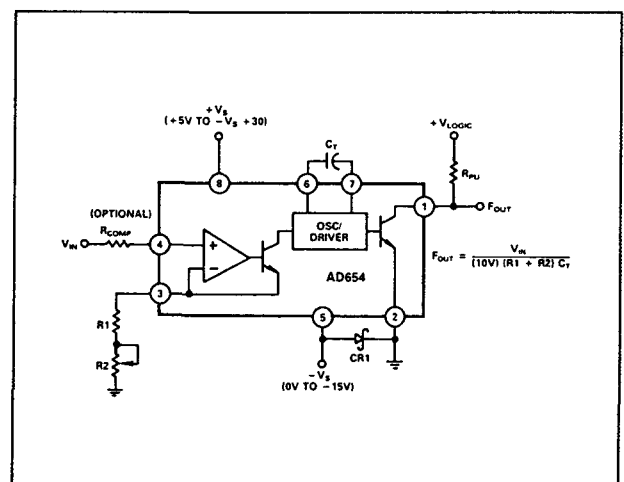 +VS
(+5V TO −VS +30)
+VLOGIC
CT
RPU
8
6
7
1
FOUT
(OPTIONAL)
RCOMP
VIN
4
+
−
OSC/
DRIVER
AD654
FOUT = VIN / (10V) (R1 + R2) CT
3
R1
R2
5
2
CR1
−VS
(0V TO −15V)